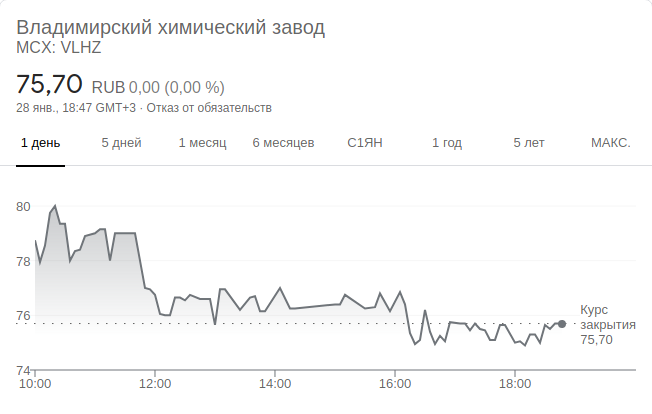 Владимирский химический завод
MCX: VLHZ
75,70 RUB 0,00 (0,00 %)
28 янв., 18:47 GMT+3 · Отказ от обязательств
1 день 5 дней 1 месяц 6 месяцев С1ЯН 1 год 5 лет МАКС.
80
78
76
74
Курс
закрытия
75,70
10:00 12:00 14:00 16:00 18:00